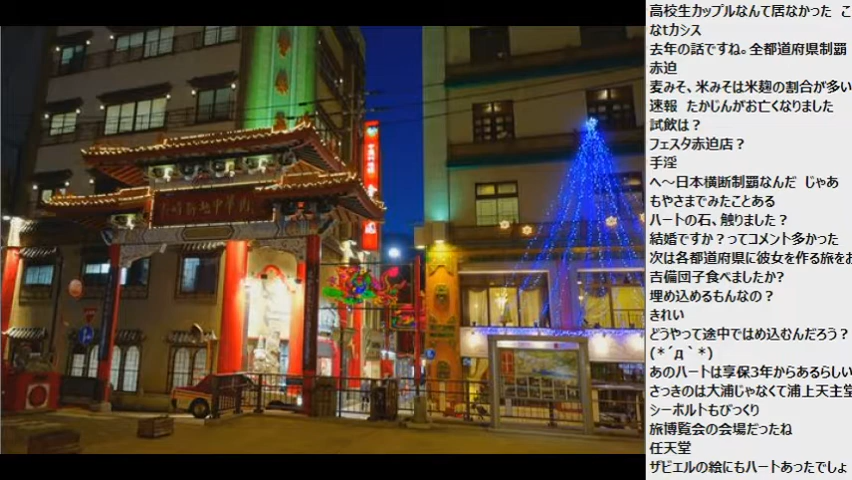 長崎新地中華街
高校生カップルなんて居なかった　こ
なtカシス
去年の話ですね。全都道府県制覇
赤迫
麦みそ、米みそは米麹の割合が多い
速報　たかじんがお亡くなりました
試飲は？
フェスタ赤迫店？
手淫
へ～日本横断制覇なんだ　じゃあ
もやさまでみたことある
ハートの石、触りました？
結婚ですか？ってコメント多かった
次は各都道府県に彼女を作る旅をお
吉備団子食べましたか？
埋め込めるもんなの？
きれい
どうやって途中ではめ込むんだろう？
(*´д｀*)
あのハートは享保3年からあるらしい
さっきのは大浦じゃなくて浦上天主堂
シーボルトもびっくり
旅博覧会の会場だったね
任天堂
ザビエルの絵にもハートあったでしょ